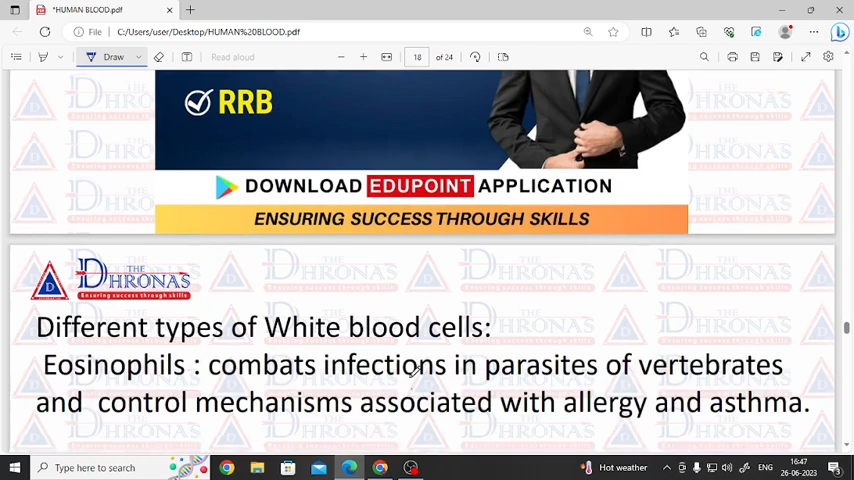 *HUMAN BLOOD.pdf
File C:/Users/user/Desktop/HUMAN%20BLOOD.pdf
Draw Read aloud 18 of 24
RRB
DOWNLOAD EDUPOINT APPLICATION
ENSURING SUCCESS THROUGH SKILLS
THE
DHRONAS
Ensuring success through skills
Different types of White blood cells:
Eosinophils : combats infections in parasites of vertebrates
and control mechanisms associated with allergy and asthma.
Type here to search
Hot weather
ENG
16:47
26-06-2023